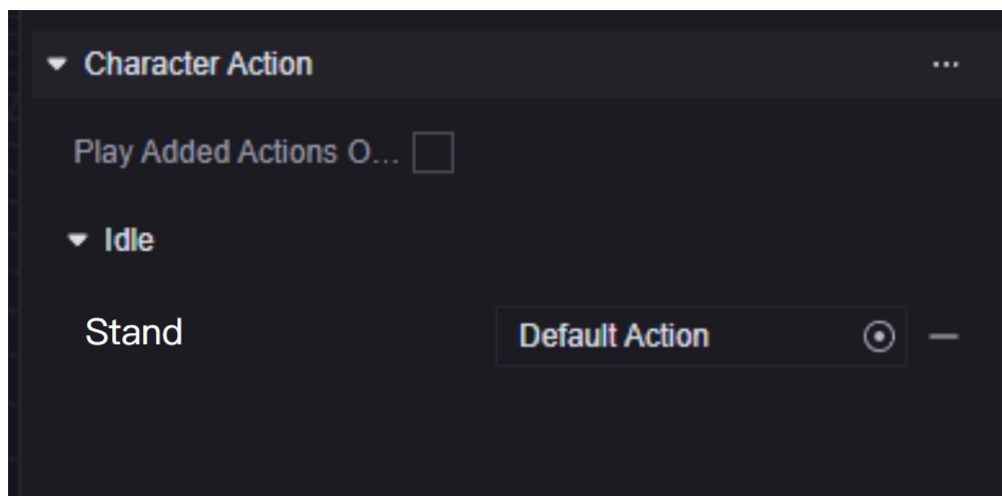 Character Action
Play Added Actions O...
Idle
Stand Default Action